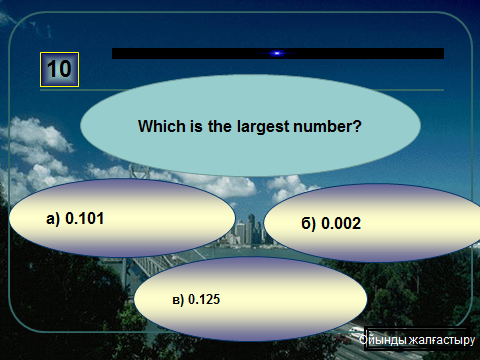 10
Which is the largest number?
а) 0.101
б) 0.002
в) 0.125
Ойынды жалғастыру